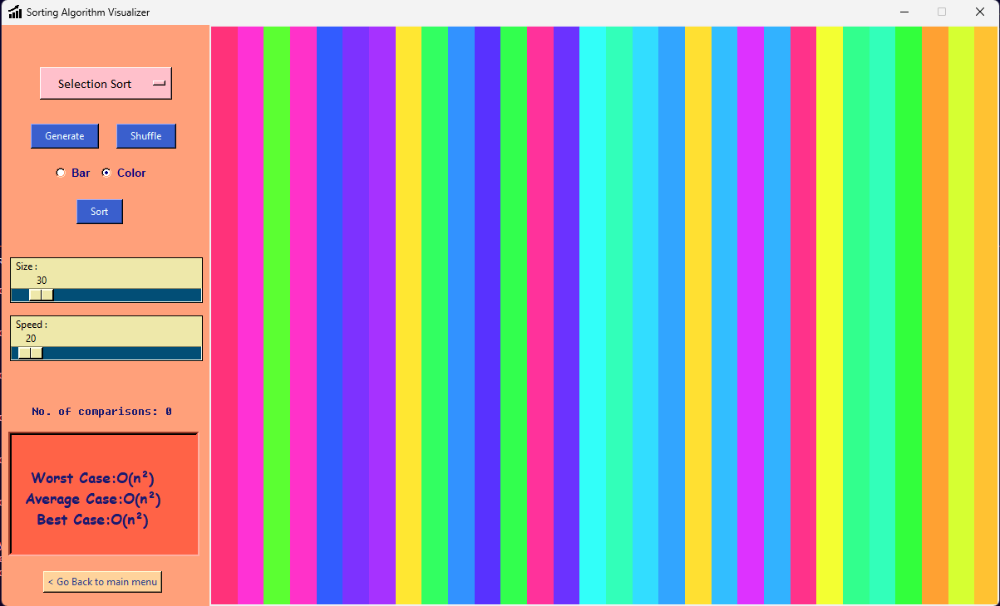 Sorting Algorithm Visualizer
Selection Sort
Generate Shuffle
Bar Color
Sort
Size :
30
Speed :
20
No. of comparisons: 0
Worst Case:O(n²)
Average Case:O(n²)
Best Case:O(n²)
< Go Back to main menu